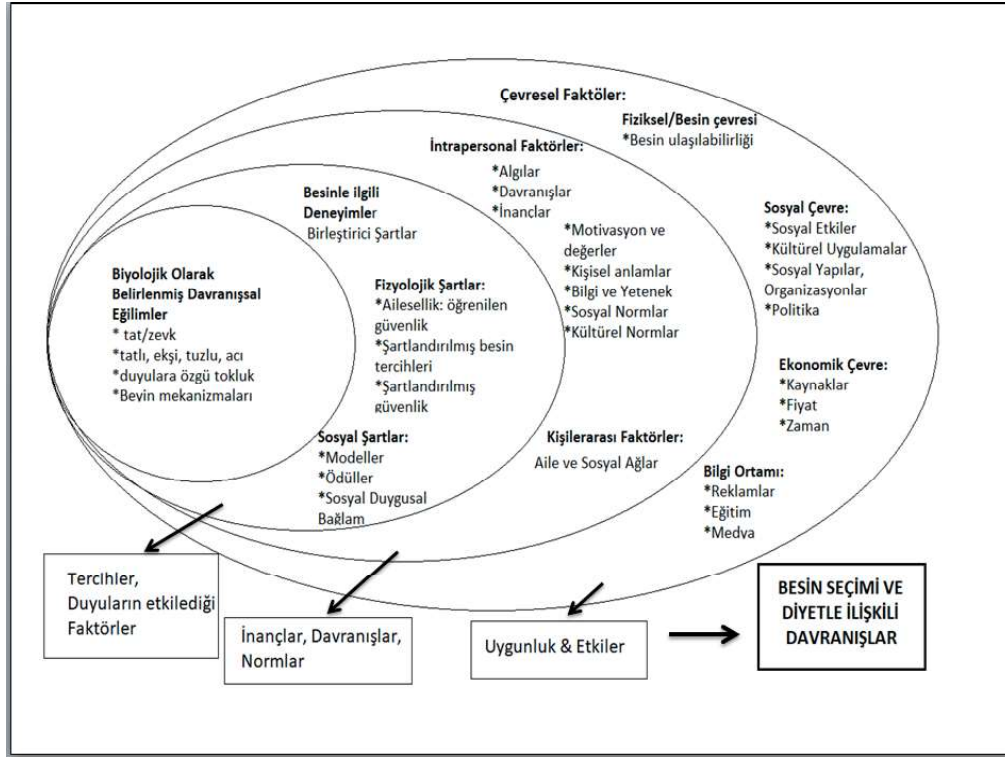 Çevresel Faktöler:
Fiziksel/Besin çevresi
*Besin ulaşılabilirliği
İntrapersonal Faktörler:
*Algılar
*Davranışlar
*İnançlar
*Motivasyon ve
değerler
*Kişisel anlamlar
*Bilgi ve Yetenek
*Sosyal Normlar
*Kültürel Normlar
Sosyal Çevre:
*Sosyal Etkiler
*Kültürel Uygulamalar
*Sosyal Yapılar,
Organizasyonlar
*Politika
Besinle ilgili
Deneyimler
Birleştirici Şartlar
Biyolojik Olarak
Belirlenmiş Davranışsal
Eğilimler
* tat/zevk
*tatlı, ekşi, tuzlu, acı
*duyulara özgü tokluk
*Beyin mekanizmaları
Fizyolojik Şartlar:
*Ailesellik: öğrenilen
güvenlik
*Şartlandırılmış besin
tercihleri
*Şartlandırılmış
güvenlik
Ekonomik Çevre:
*Kaynaklar
*Fiyat
*Zaman
Sosyal Şartlar:
*Modeller
*Ödüller
*Sosyal Duygusal
Bağlam
Kişilerarası Faktörler:
Aile ve Sosyal Ağlar
Bilgi Ortamı:
*Reklamlar
*Eğitim
*Medya
Tercihler,
Duyuların etkilediği
Faktörler
İnançlar, Davranışlar,
Normlar
Uygunluk & Etkiler
BESİN SEÇİMİ VE
DİYETLE İLİŞKİLİ
DAVRANIŞLAR